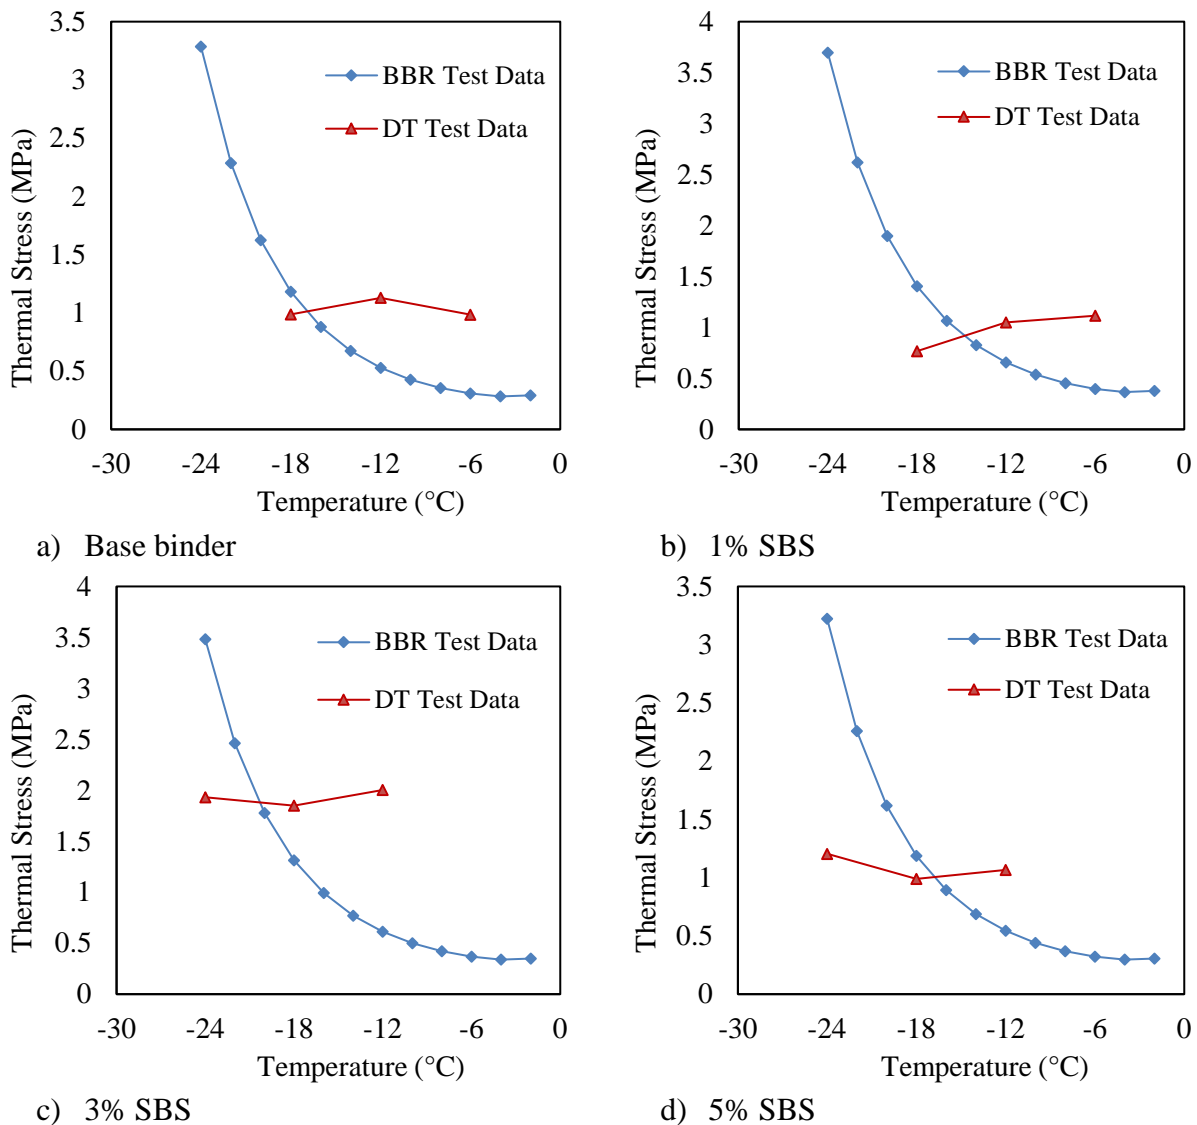 3.5
3
2.5
2
1.5
1
0.5
0
-30 -24 -18 -12 -6 0
Thermal Stress (MPa)
Temperature (°C)
BBR Test Data
DT Test Data
a) Base binder
4
3.5
3
2.5
2
1.5
1
0.5
0
-30 -24 -18 -12 -6 0
Thermal Stress (MPa)
Temperature (°C)
BBR Test Data
DT Test Data
b) 1% SBS
4
3.5
3
2.5
2
1.5
1
0.5
0
-30 -24 -18 -12 -6 0
Thermal Stress (MPa)
Temperature (°C)
BBR Test Data
DT Test Data
c) 3% SBS
3.5
3
2.5
2
1.5
1
0.5
0
-30 -24 -18 -12 -6 0
Thermal Stress (MPa)
Temperature (°C)
BBR Test Data
DT Test Data
d) 5% SBS